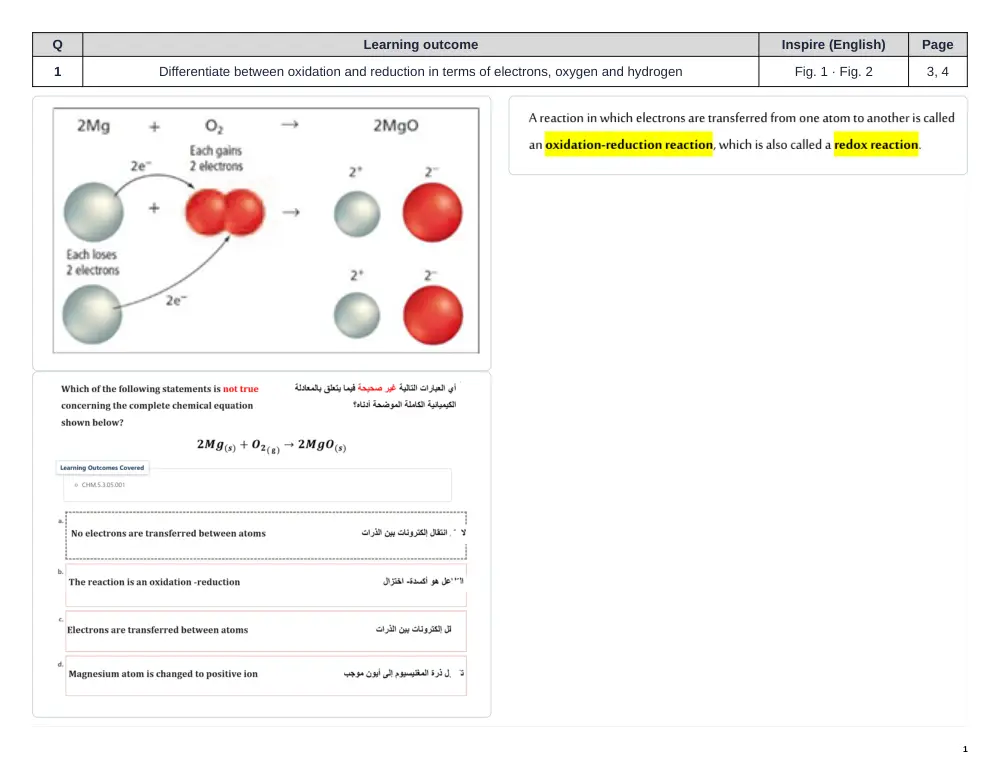 Q Learning outcome Inspire (English) Page
1 Differentiate between oxidation and reduction in terms of electrons, oxygen and hydrogen Fig. 1 · Fig. 2 3, 4
2Mg + O₂ → 2MgO
Each gains
2 electrons
2e⁻
2⁺ 2⁻
+ →
Each loses
2 electrons
2⁺ 2⁻
2e⁻
A reaction in which electrons are transferred from one atom to another is called
an oxidation-reduction reaction, which is also called a redox reaction.
Which of the following statements is not true
concerning the complete chemical equation
shown below?
أي العبارات التالية غير صحيحة فيما يتعلق بالمعادلة
الكيميائية الكاملة الموضحة أدناه؟
2Mg(s) + O₂(g) → 2MgO(s)
Learning Outcomes Covered
CHM.5.3.05.001
a.
No electrons are transferred between atoms لا انتقال إلكترونات بين الذرات
b.
The reaction is an oxidation -reduction هو أكسدة- اختزال
c.
Electrons are transferred between atoms إلكترونات بين الذرات
d.
Magnesium atom is changed to positive ion ذرة المغنيسيوم إلى أيون موجب
1